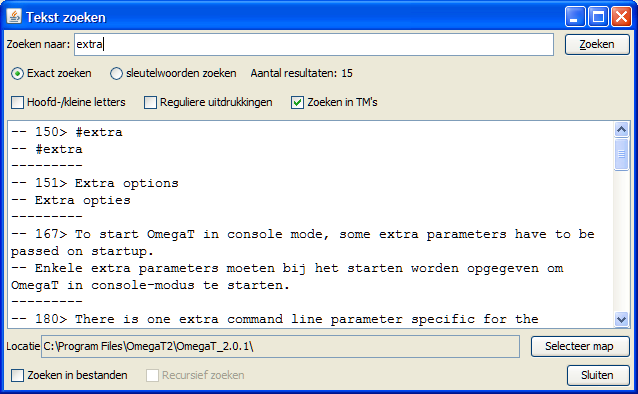 Tekst zoeken
Zoeken naar: extra Zoeken
Exact zoeken sleutelwoorden zoeken Aantal resultaten: 15
Hoofd-/kleine letters Reguliere uitdrukkingen Zoeken in TM's
-- 150> #extra
-- #extra
---------
-- 151> Extra options
-- Extra opties
---------
-- 167> To start OmegaT in console mode, some extra parameters have to be
passed on startup.
-- Enkele extra parameters moeten bij het starten worden opgegeven om
OmegaT in console-modus te starten.
---------
-- 180> There is one extra command line parameter specific for the
Locatie C:\Program Files\OmegaT2\OmegaT_2.0.1\ Selecteer map
Zoeken in bestanden Recursief zoeken Sluiten